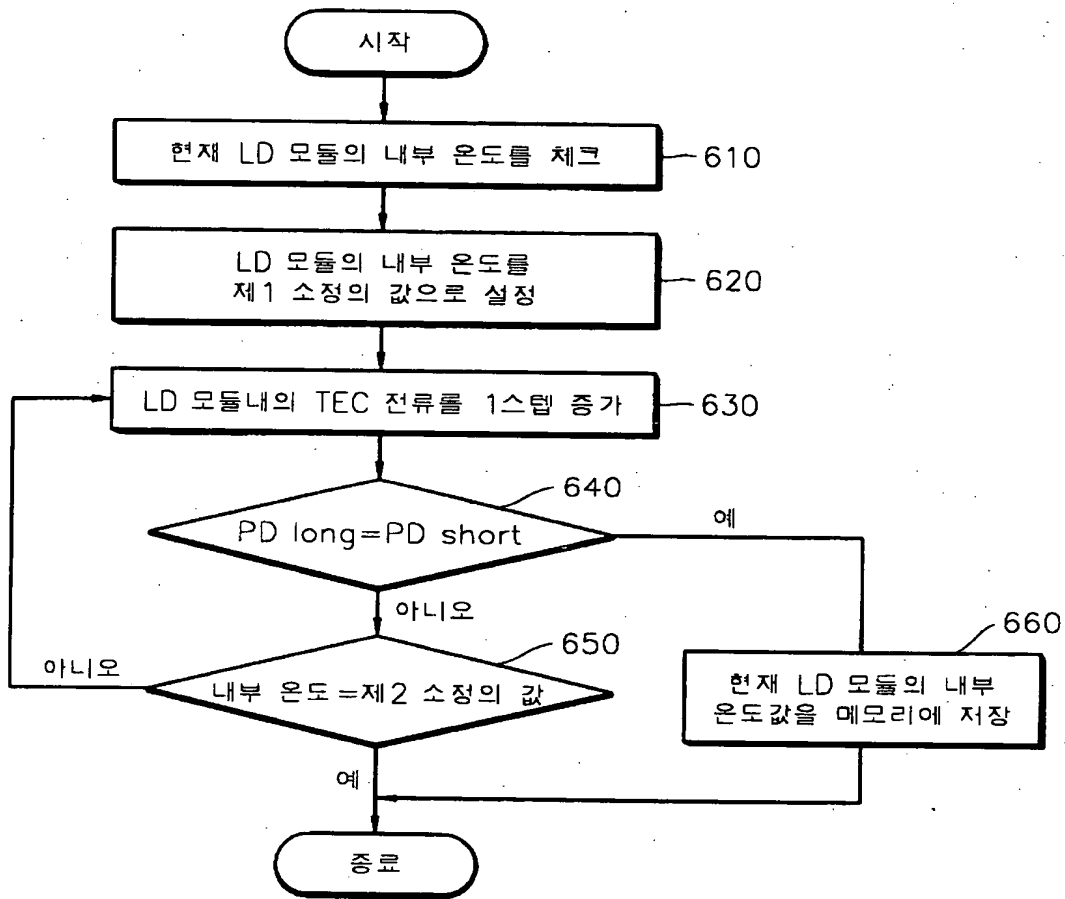 시작
현재 LD 모듈의 내부 온도를 체크
610
LD 모듈의 내부 온도를
제1 소정의 값으로 설정
620
LD 모듈내의 TEC 전류롤 1스텝 증가
630
640
PD long=PD short
예
아니오
650
660
아니오
내부 온도=제2 소정의 값
현재 LD 모듈의 내부
온도값을 메모리에 저장
예
종료